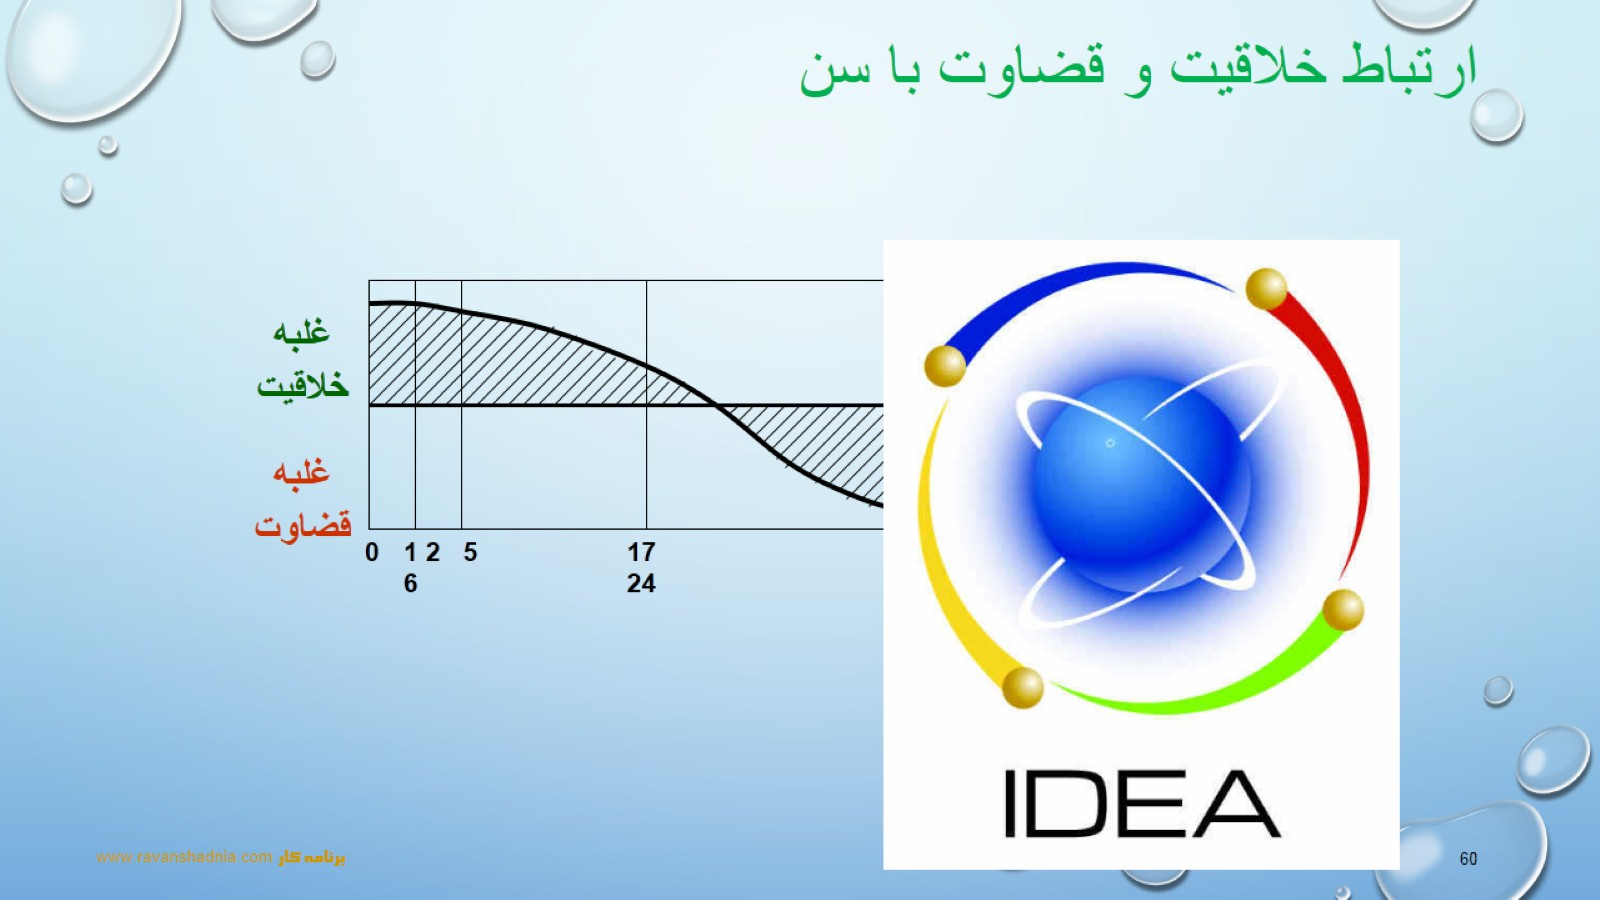 ارتباط خلاقیت و قضاوت با سن
غلبه
خلاقیت
غلبه
قضاوت
0 1 2 5 17
6 24
IDEA
www.ravanshadnia.com برنامه کار
60